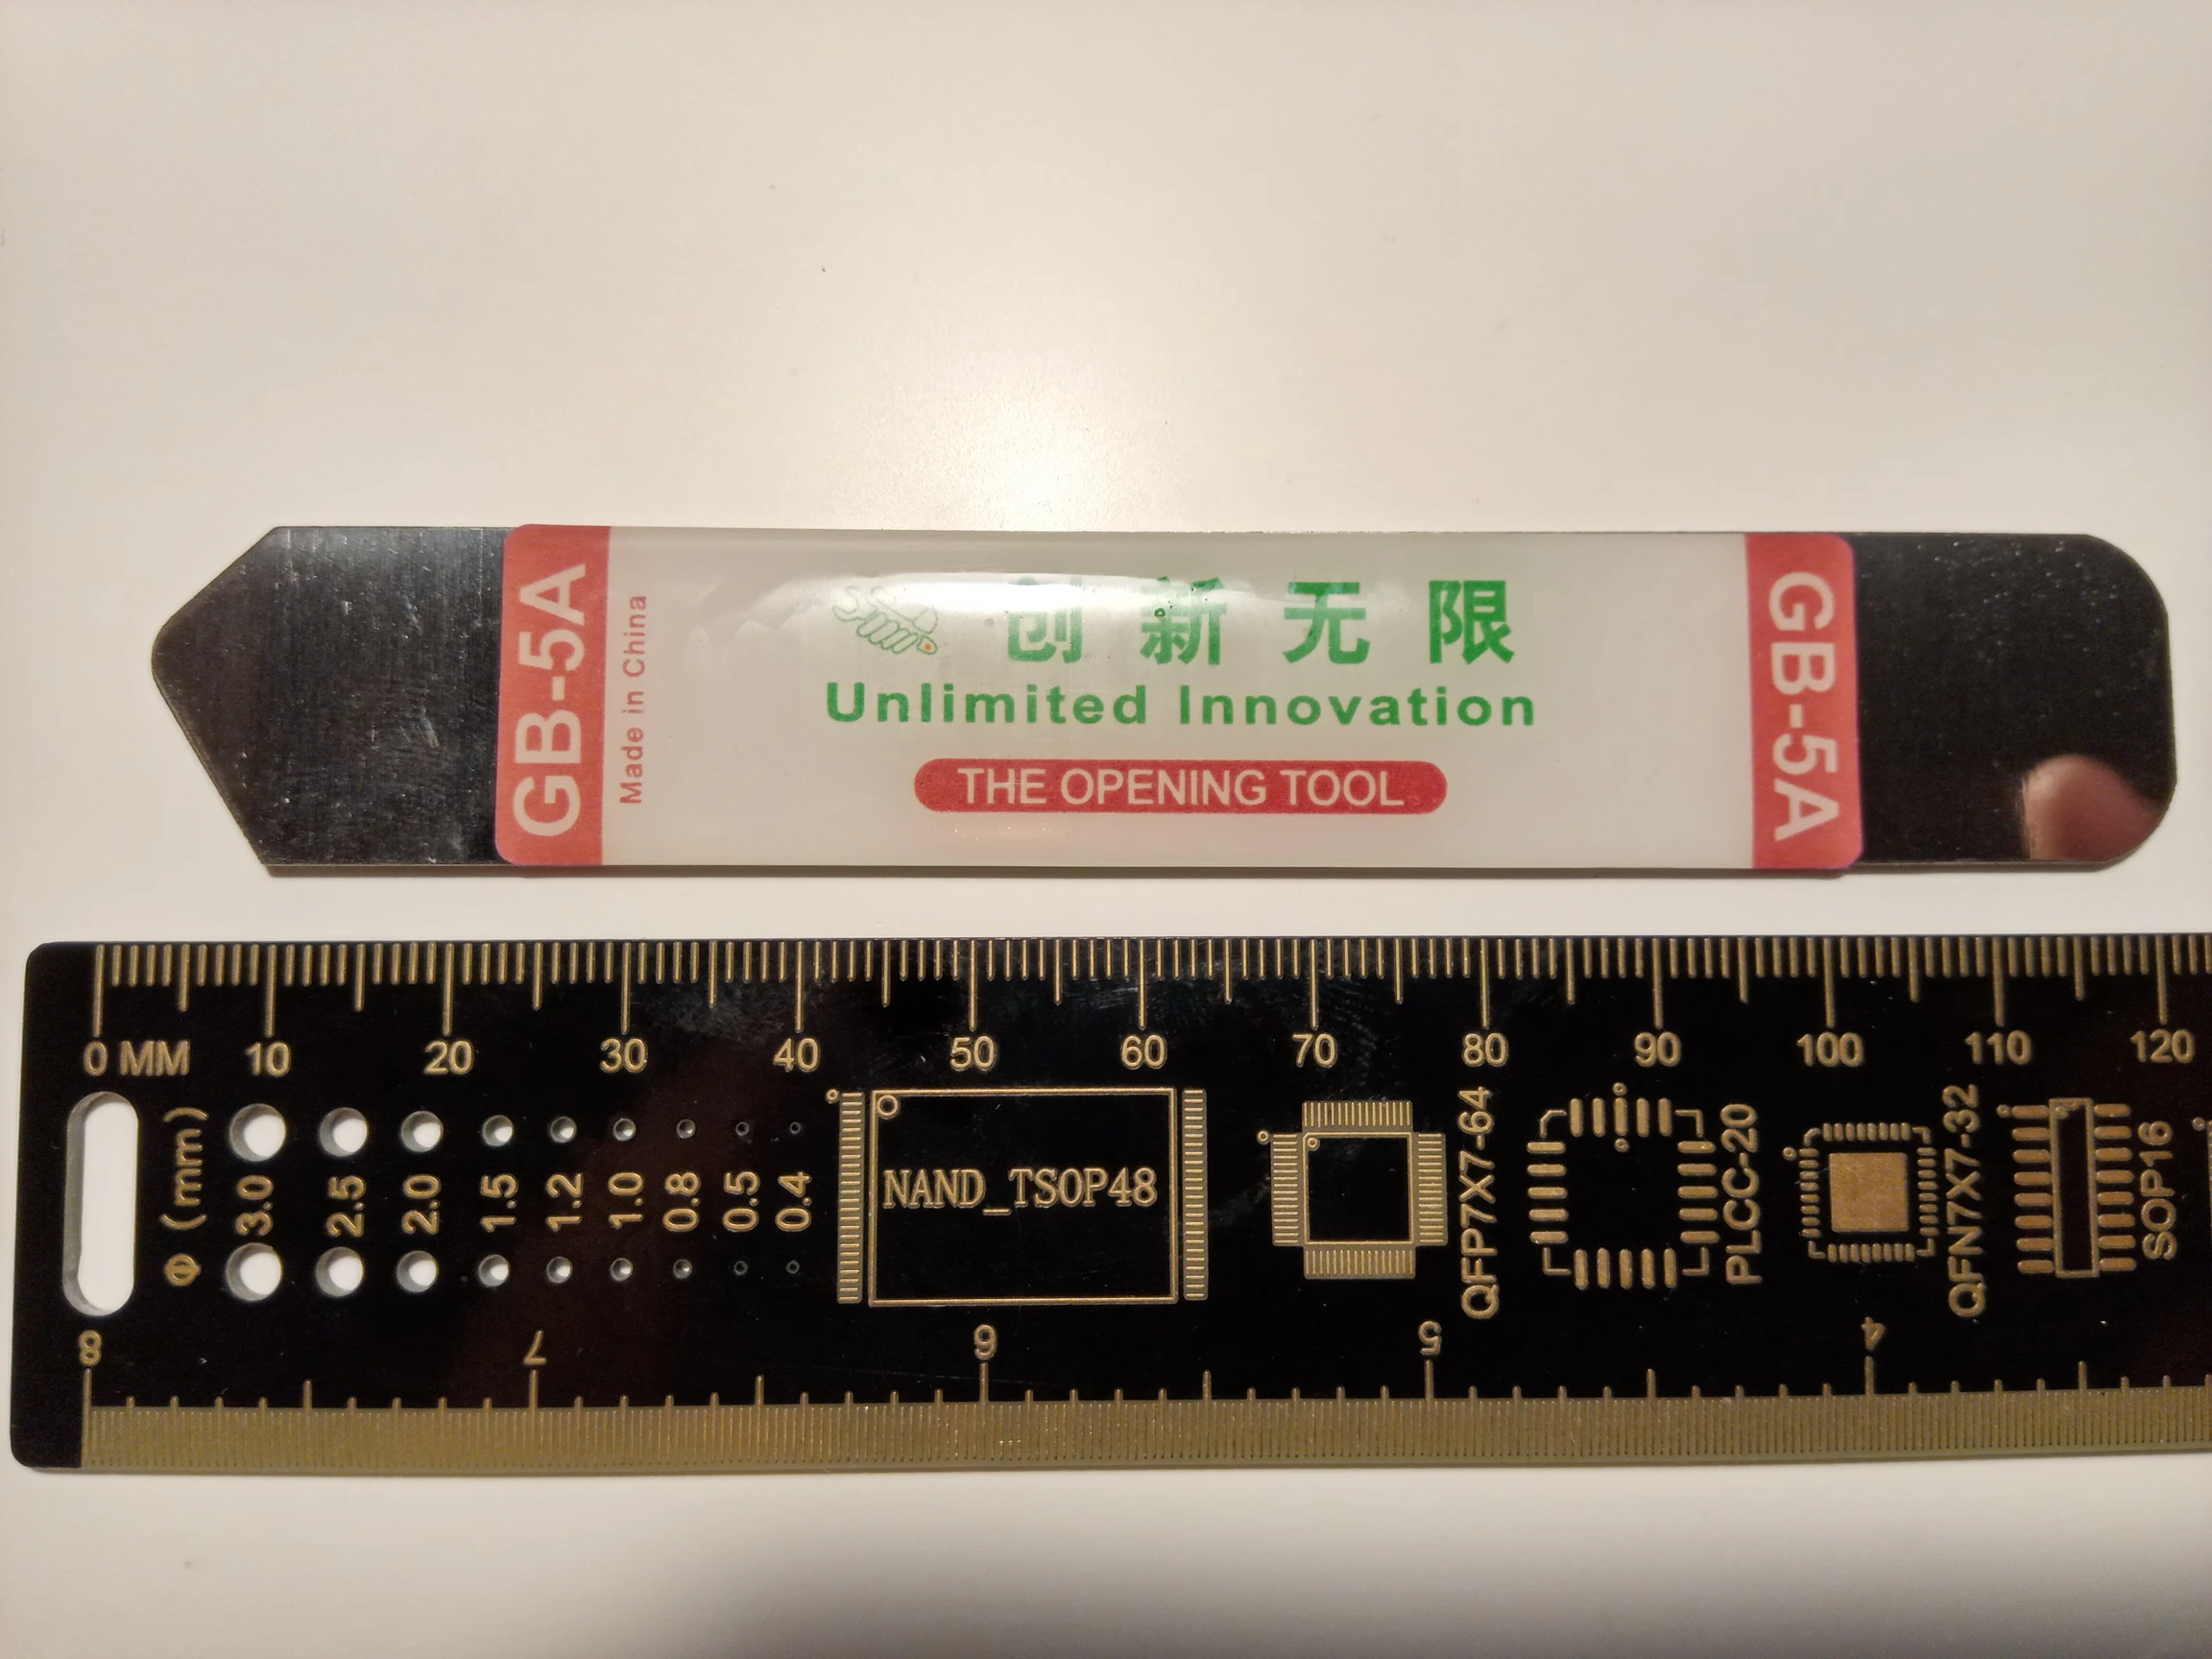 GB-5A
Made in China
创新无限
Unlimited Innovation
THE OPENING TOOL
GB-5A
0 MM 10 20 30 40 50 60 70 80 90 100 110 120
Φ (mm) 3.0 2.5 2.0 1.5 1.2 1.0 0.8 0.5 0.4
NAND_TSOP48
QFP7X7-64
PLCC-20
QFN7X7-32
SOP16
8 7 6 5 4